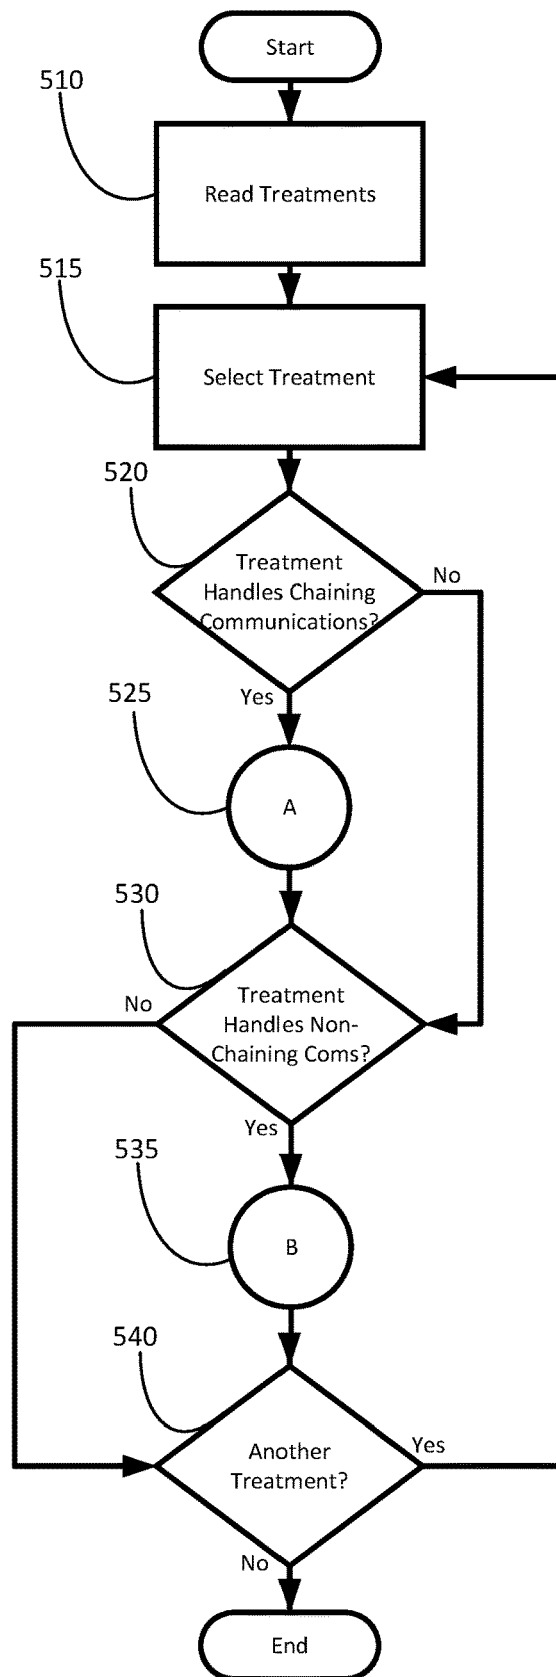 Start
510
Read Treatments
515
Select Treatment
520
Treatment
Handles Chaining
Communications?
No
Yes
525
A
530
No
Treatment
Handles Non-
Chaining Coms?
Yes
535
B
540
Another
Treatment?
Yes
No
End